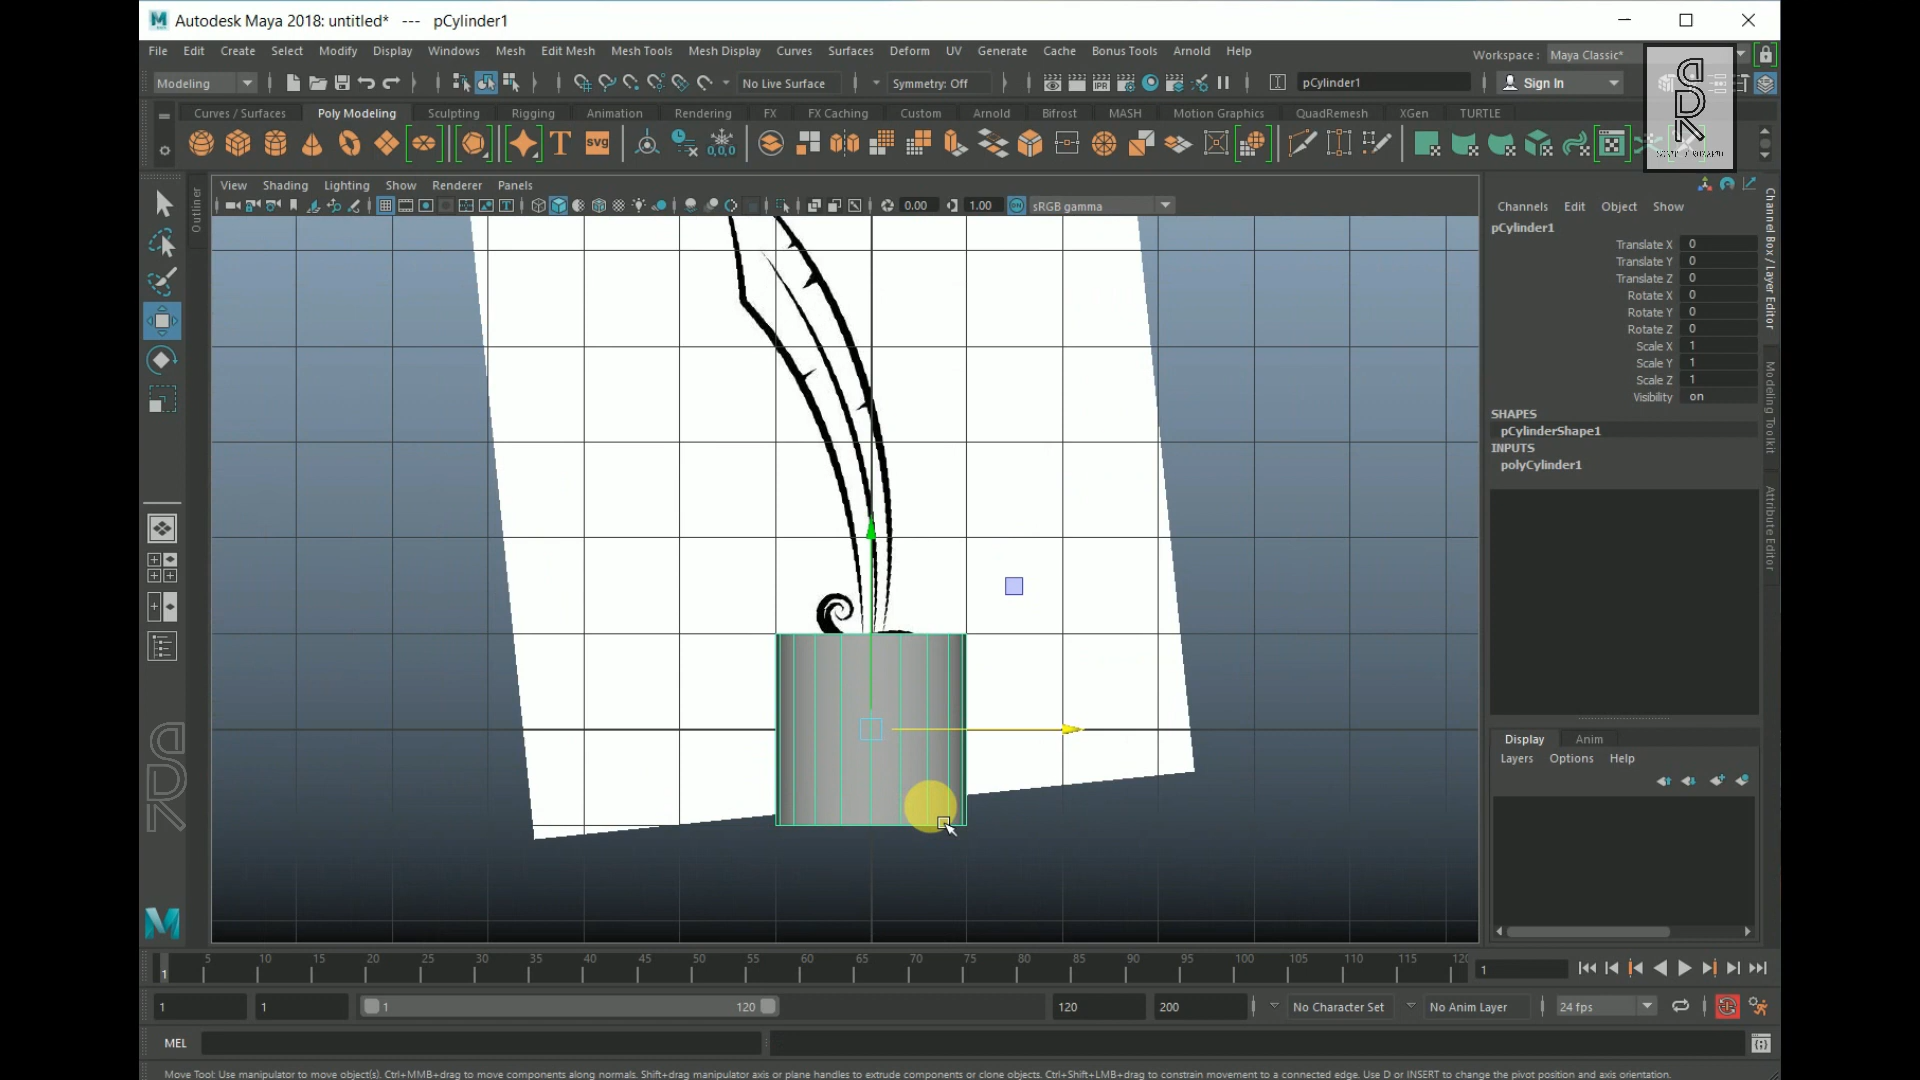 Autodesk Maya 2018: untitled* --- pCylinder1
File Edit Create Select Modify Display Windows Mesh Edit Mesh Mesh Tools Mesh Display Curves Surfaces Deform UV Generate Cache Bonus Tools Arnold Help
Workspace : Maya Classic*
Modeling No Live Surface Symmetry: Off pCylinder1 Sign In
Curves / Surfaces Poly Modeling Sculpting Rigging Animation Rendering FX FX Caching Custom Arnold Bifrost MASH Motion Graphics QuadRemesh XGen TURTLE
T SVG 0,0,0
View Shading Lighting Show Renderer Panels
0.00 1.00 sRGB gamma
Outliner
Channels Edit Object Show
pCylinder1
Translate X 0
Translate Y 0
Translate Z 0
Rotate X 0
Rotate Y 0
Rotate Z 0
Scale X 1
Scale Y 1
Scale Z 1
Visibility on
SHAPES
pCylinderShape1
INPUTS
polyCylinder1
Channel Box / Layer Editor
Modeling Toolkit
Attribute Editor
Display Anim
Layers Options Help
1 5 10 15 20 25 30 35 40 45 50 55 60 65 70 75 80 85 90 95 100 105 110 115 120 1
1 1 1 120 120 200 No Character Set No Anim Layer 24 fps
MEL
Move Tool: Use manipulator to move object(s). Ctrl+MMB+drag to move components along normals. Shift+drag manipulator axis or plane handles to extrude components or clone objects. Ctrl+Shift+LMB+drag to constrain movement to a connected edge. Use D or INSERT to change the pivot position and axis orientation.